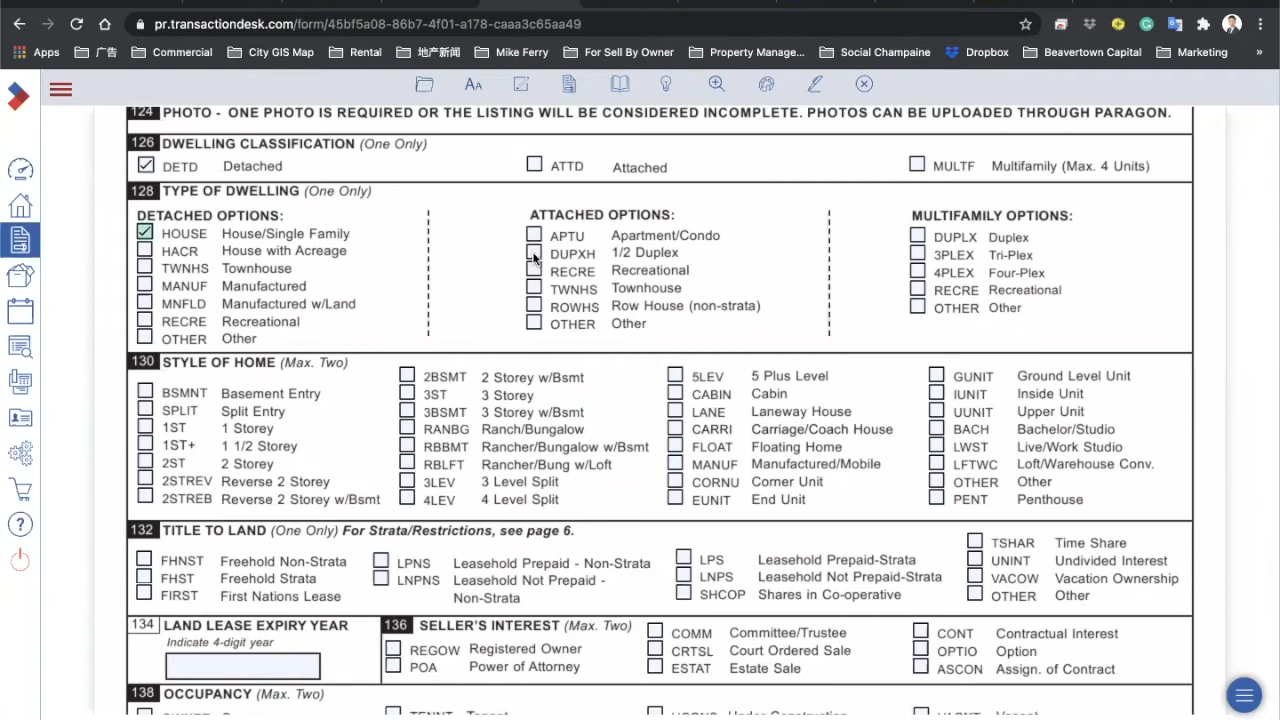 pr.transactiondesk.com/form/45bf5a08-86b7-4f01-a178-caaa3c65aa49
Apps 广告 Commercial City GIS Map Rental 地产新闻 Mike Ferry For Sell By Owner Property Manage... Social Champaine Dropbox Beavertown Capital Marketing »
124 PHOTO - ONE PHOTO IS REQUIRED OR THE LISTING WILL BE CONSIDERED INCOMPLETE. PHOTOS CAN BE UPLOADED THROUGH PARAGON.
126 DWELLING CLASSIFICATION (One Only)
DETD Detached ATTD Attached MULTF Multifamily (Max. 4 Units)
128 TYPE OF DWELLING (One Only)
DETACHED OPTIONS: ATTACHED OPTIONS: MULTIFAMILY OPTIONS:
HOUSE House/Single Family APTU Apartment/Condo DUPLX Duplex
HACR House with Acreage DUPXH 1/2 Duplex 3PLEX Tri-Plex
TWNHS Townhouse RECRE Recreational 4PLEX Four-Plex
MANUF Manufactured TWNHS Townhouse RECRE Recreational
MNFLD Manufactured w/Land ROWHS Row House (non-strata) OTHER Other
RECRE Recreational OTHER Other
OTHER Other
130 STYLE OF HOME (Max. Two)
2BSMT 2 Storey w/Bsmt 5LEV 5 Plus Level GUNIT Ground Level Unit
BSMNT Basement Entry 3ST 3 Storey CABIN Cabin IUNIT Inside Unit
SPLIT Split Entry 3BSMT 3 Storey w/Bsmt LANE Laneway House UUNIT Upper Unit
1ST 1 Storey RANBG Ranch/Bungalow CARRI Carriage/Coach House BACH Bachelor/Studio
1ST+ 1 1/2 Storey RBBMT Rancher/Bungalow w/Bsmt FLOAT Floating Home LWST Live/Work Studio
2ST 2 Storey RBLFT Rancher/Bung w/Loft MANUF Manufactured/Mobile LFTWC Loft/Warehouse Conv.
2STREV Reverse 2 Storey 3LEV 3 Level Split CORNU Corner Unit OTHER Other
2STREB Reverse 2 Storey w/Bsmt 4LEV 4 Level Split EUNIT End Unit PENT Penthouse
132 TITLE TO LAND (One Only) For Strata/Restrictions, see page 6.
TSHAR Time Share
FHNST Freehold Non-Strata LPNS Leasehold Prepaid - Non-Strata LPS Leasehold Prepaid-Strata UNINT Undivided Interest
FHST Freehold Strata LNPNS Leasehold Not Prepaid - LNPS Leasehold Not Prepaid-Strata VACOW Vacation Ownership
FIRST First Nations Lease Non-Strata SHCOP Shares in Co-operative OTHER Other
134 LAND LEASE EXPIRY YEAR 136 SELLER'S INTEREST (Max. Two) COMM Committee/Trustee CONT Contractual Interest
Indicate 4-digit year REGOW Registered Owner CRTSL Court Ordered Sale OPTIO Option
POA Power of Attorney ESTAT Estate Sale ASCON Assign. of Contract
138 OCCUPANCY (Max. Two)